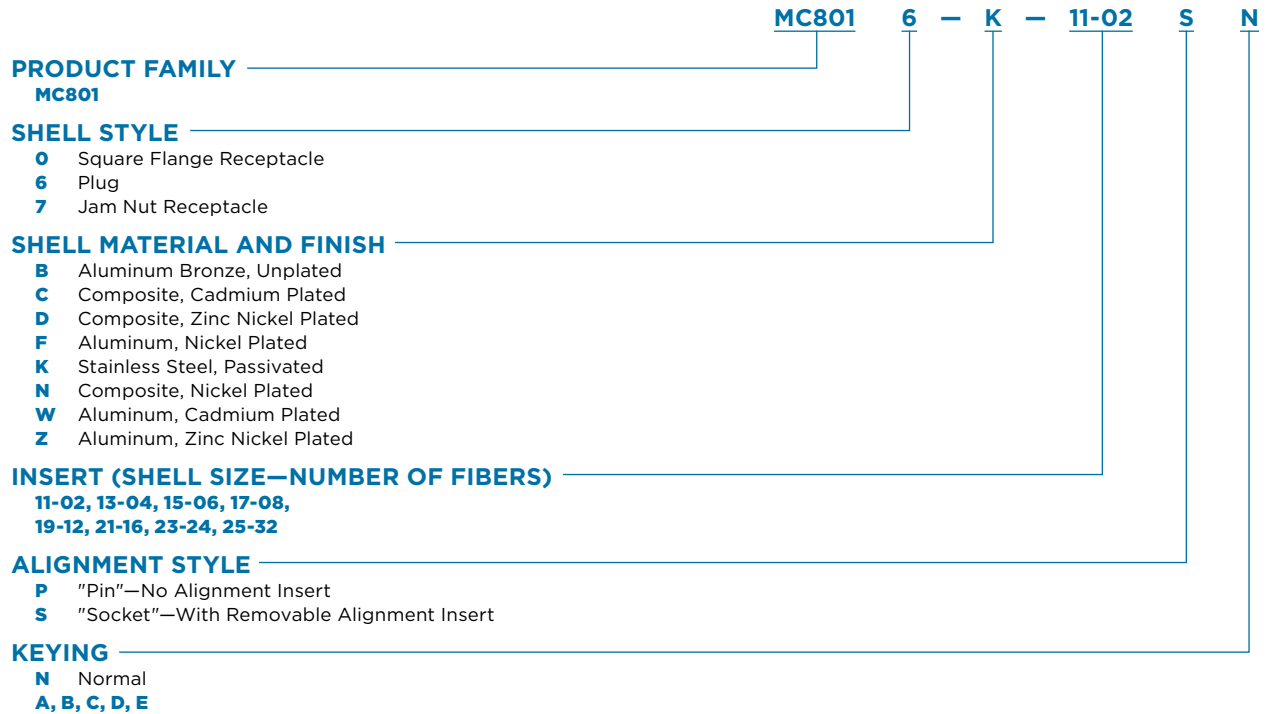 MC801 6 — K — 11-02 S N
PRODUCT FAMILY
MC801
SHELL STYLE
0 Square Flange Receptacle
6 Plug
7 Jam Nut Receptacle
SHELL MATERIAL AND FINISH
B Aluminum Bronze, Unplated
C Composite, Cadmium Plated
D Composite, Zinc Nickel Plated
F Aluminum, Nickel Plated
K Stainless Steel, Passivated
N Composite, Nickel Plated
W Aluminum, Cadmium Plated
Z Aluminum, Zinc Nickel Plated
INSERT (SHELL SIZE—NUMBER OF FIBERS)
11-02, 13-04, 15-06, 17-08,
19-12, 21-16, 23-24, 25-32
ALIGNMENT STYLE
P "Pin"—No Alignment Insert
S "Socket"—With Removable Alignment Insert
KEYING
N Normal
A, B, C, D, E